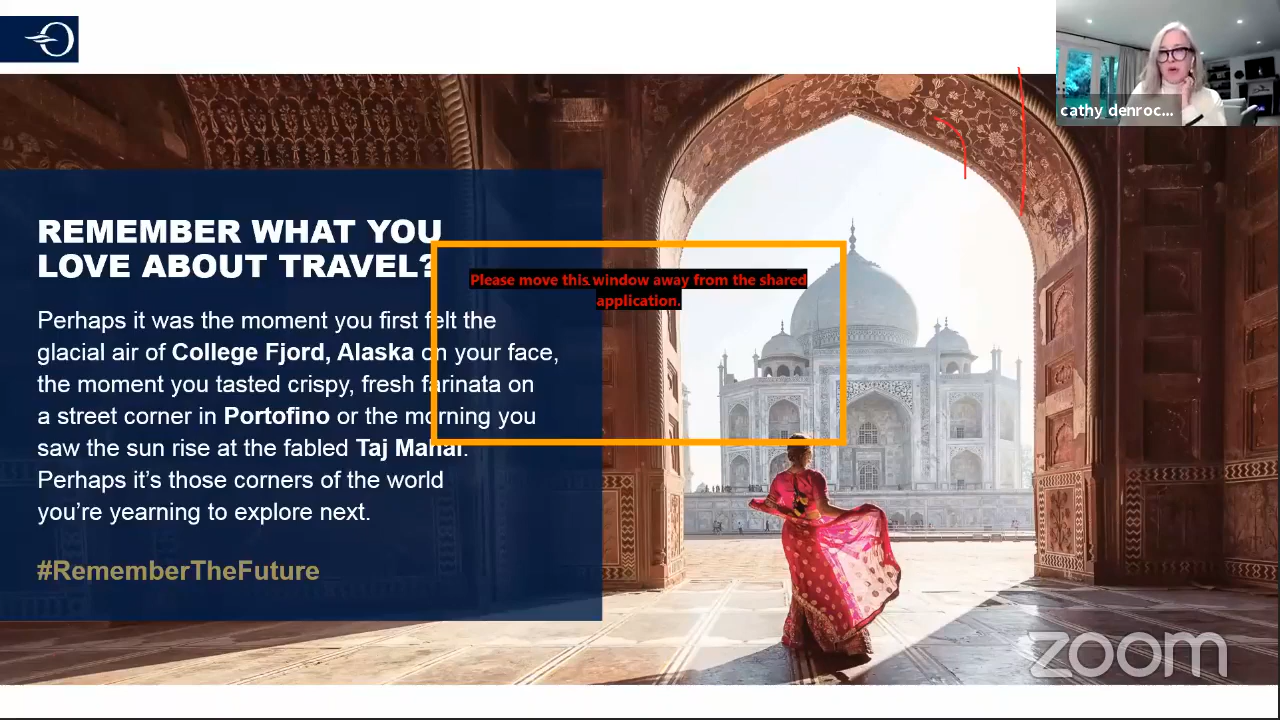 cathy denroc...
REMEMBER WHAT YOU
LOVE ABOUT TRAVEL?
Please move this window away from the shared
application.
Perhaps it was the moment you first felt the
glacial air of College Fjord, Alaska on your face,
the moment you tasted crispy, fresh farinata on
a street corner in Portofino or the morning you
saw the sun rise at the fabled Taj Mahal.
Perhaps it’s those corners of the world
you’re yearning to explore next.
#RememberTheFuture
zoom